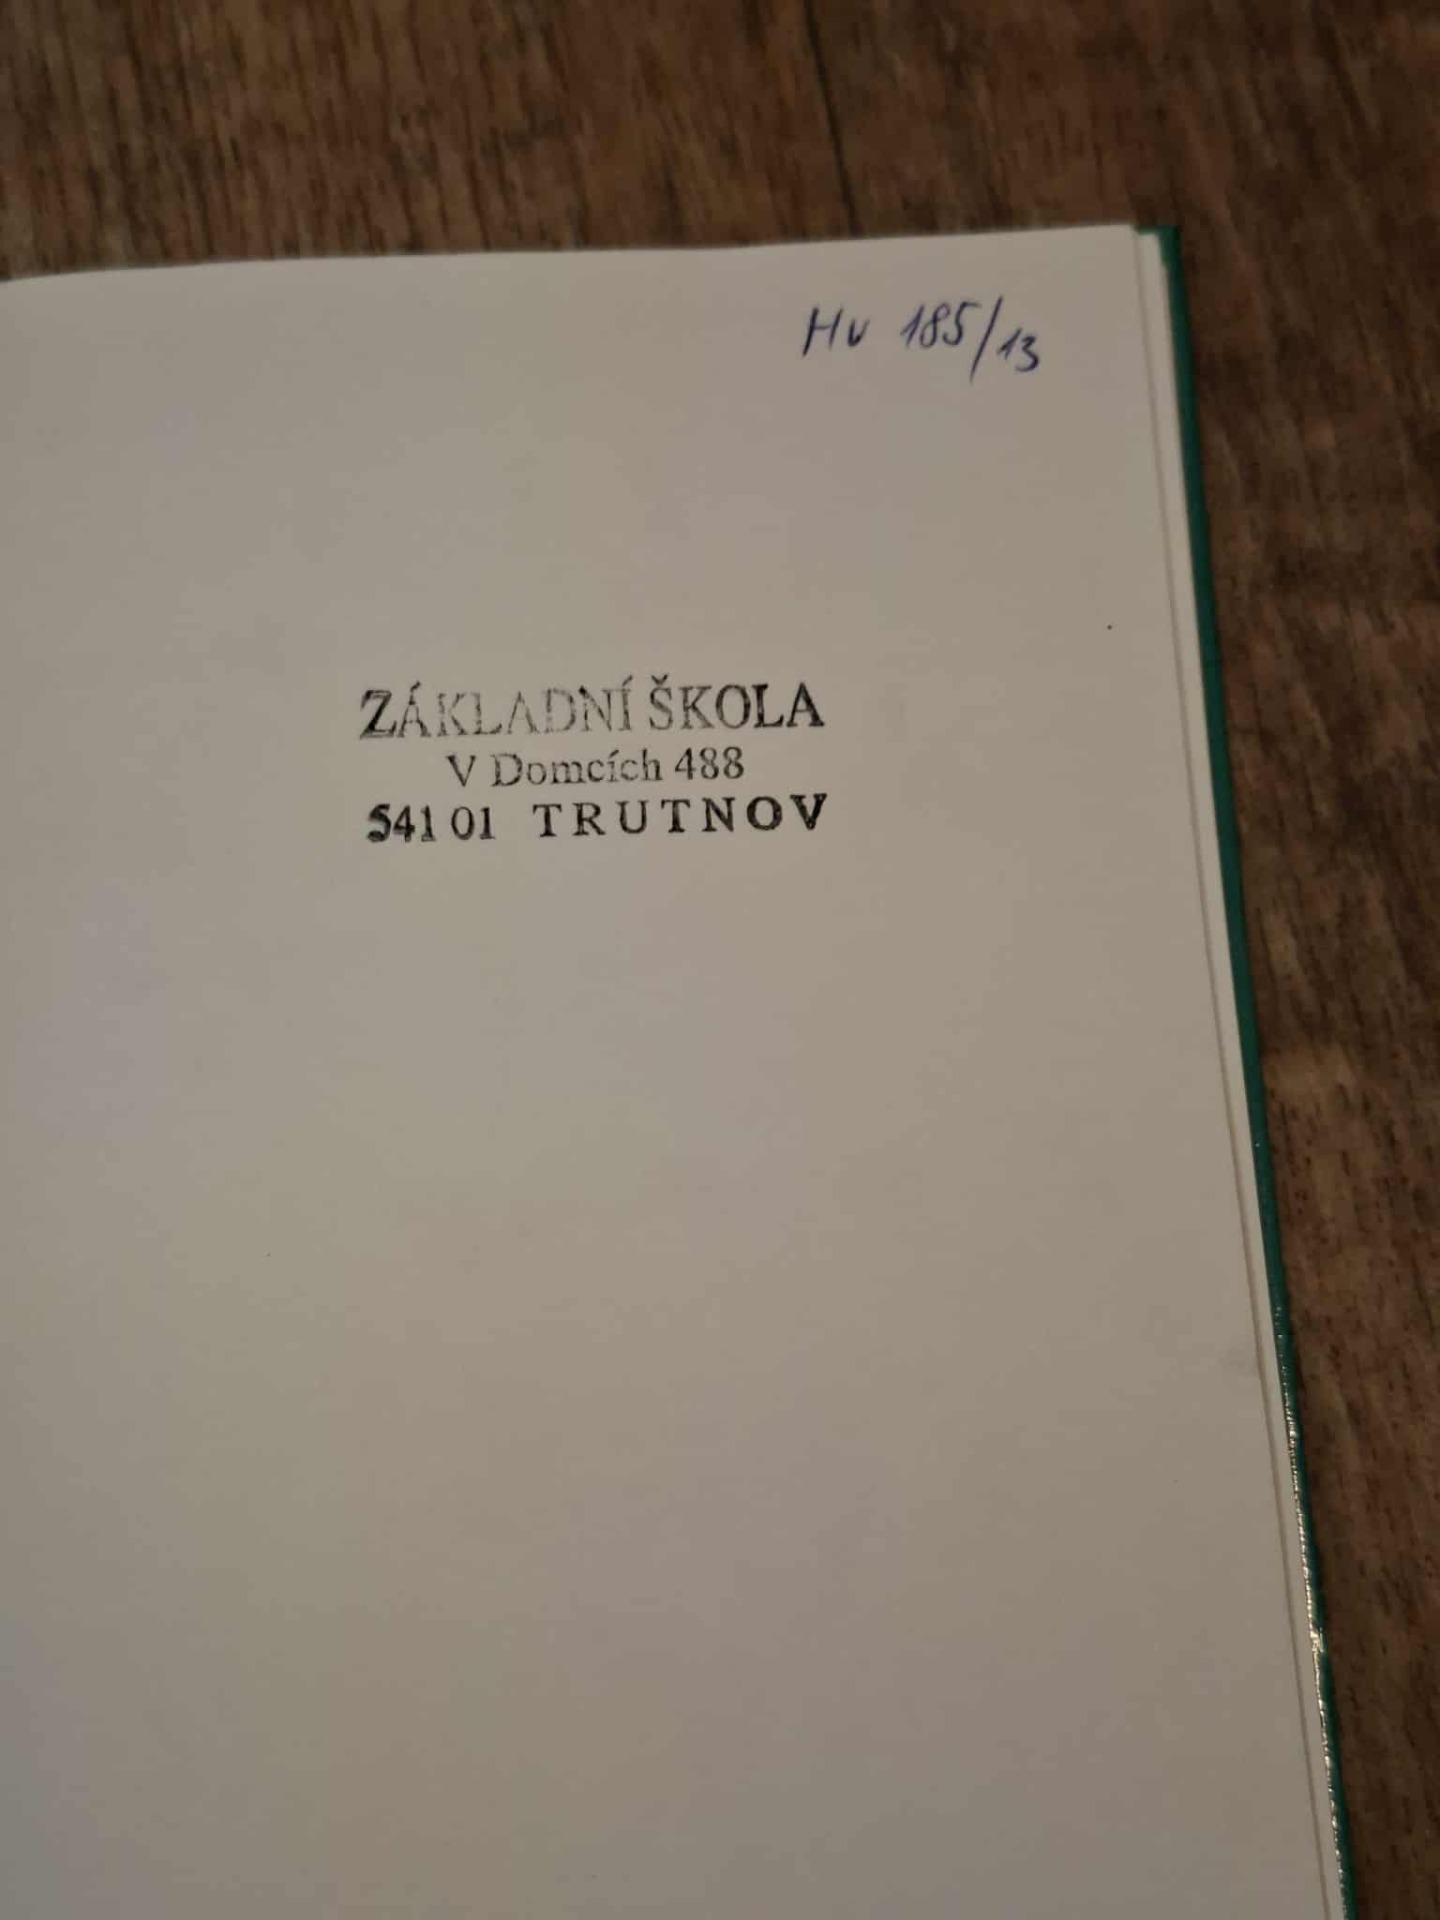 Hv 185/13
ZÁKLADNÍ ŠKOLA
V Domcích 488
541 01 TRUTNOV